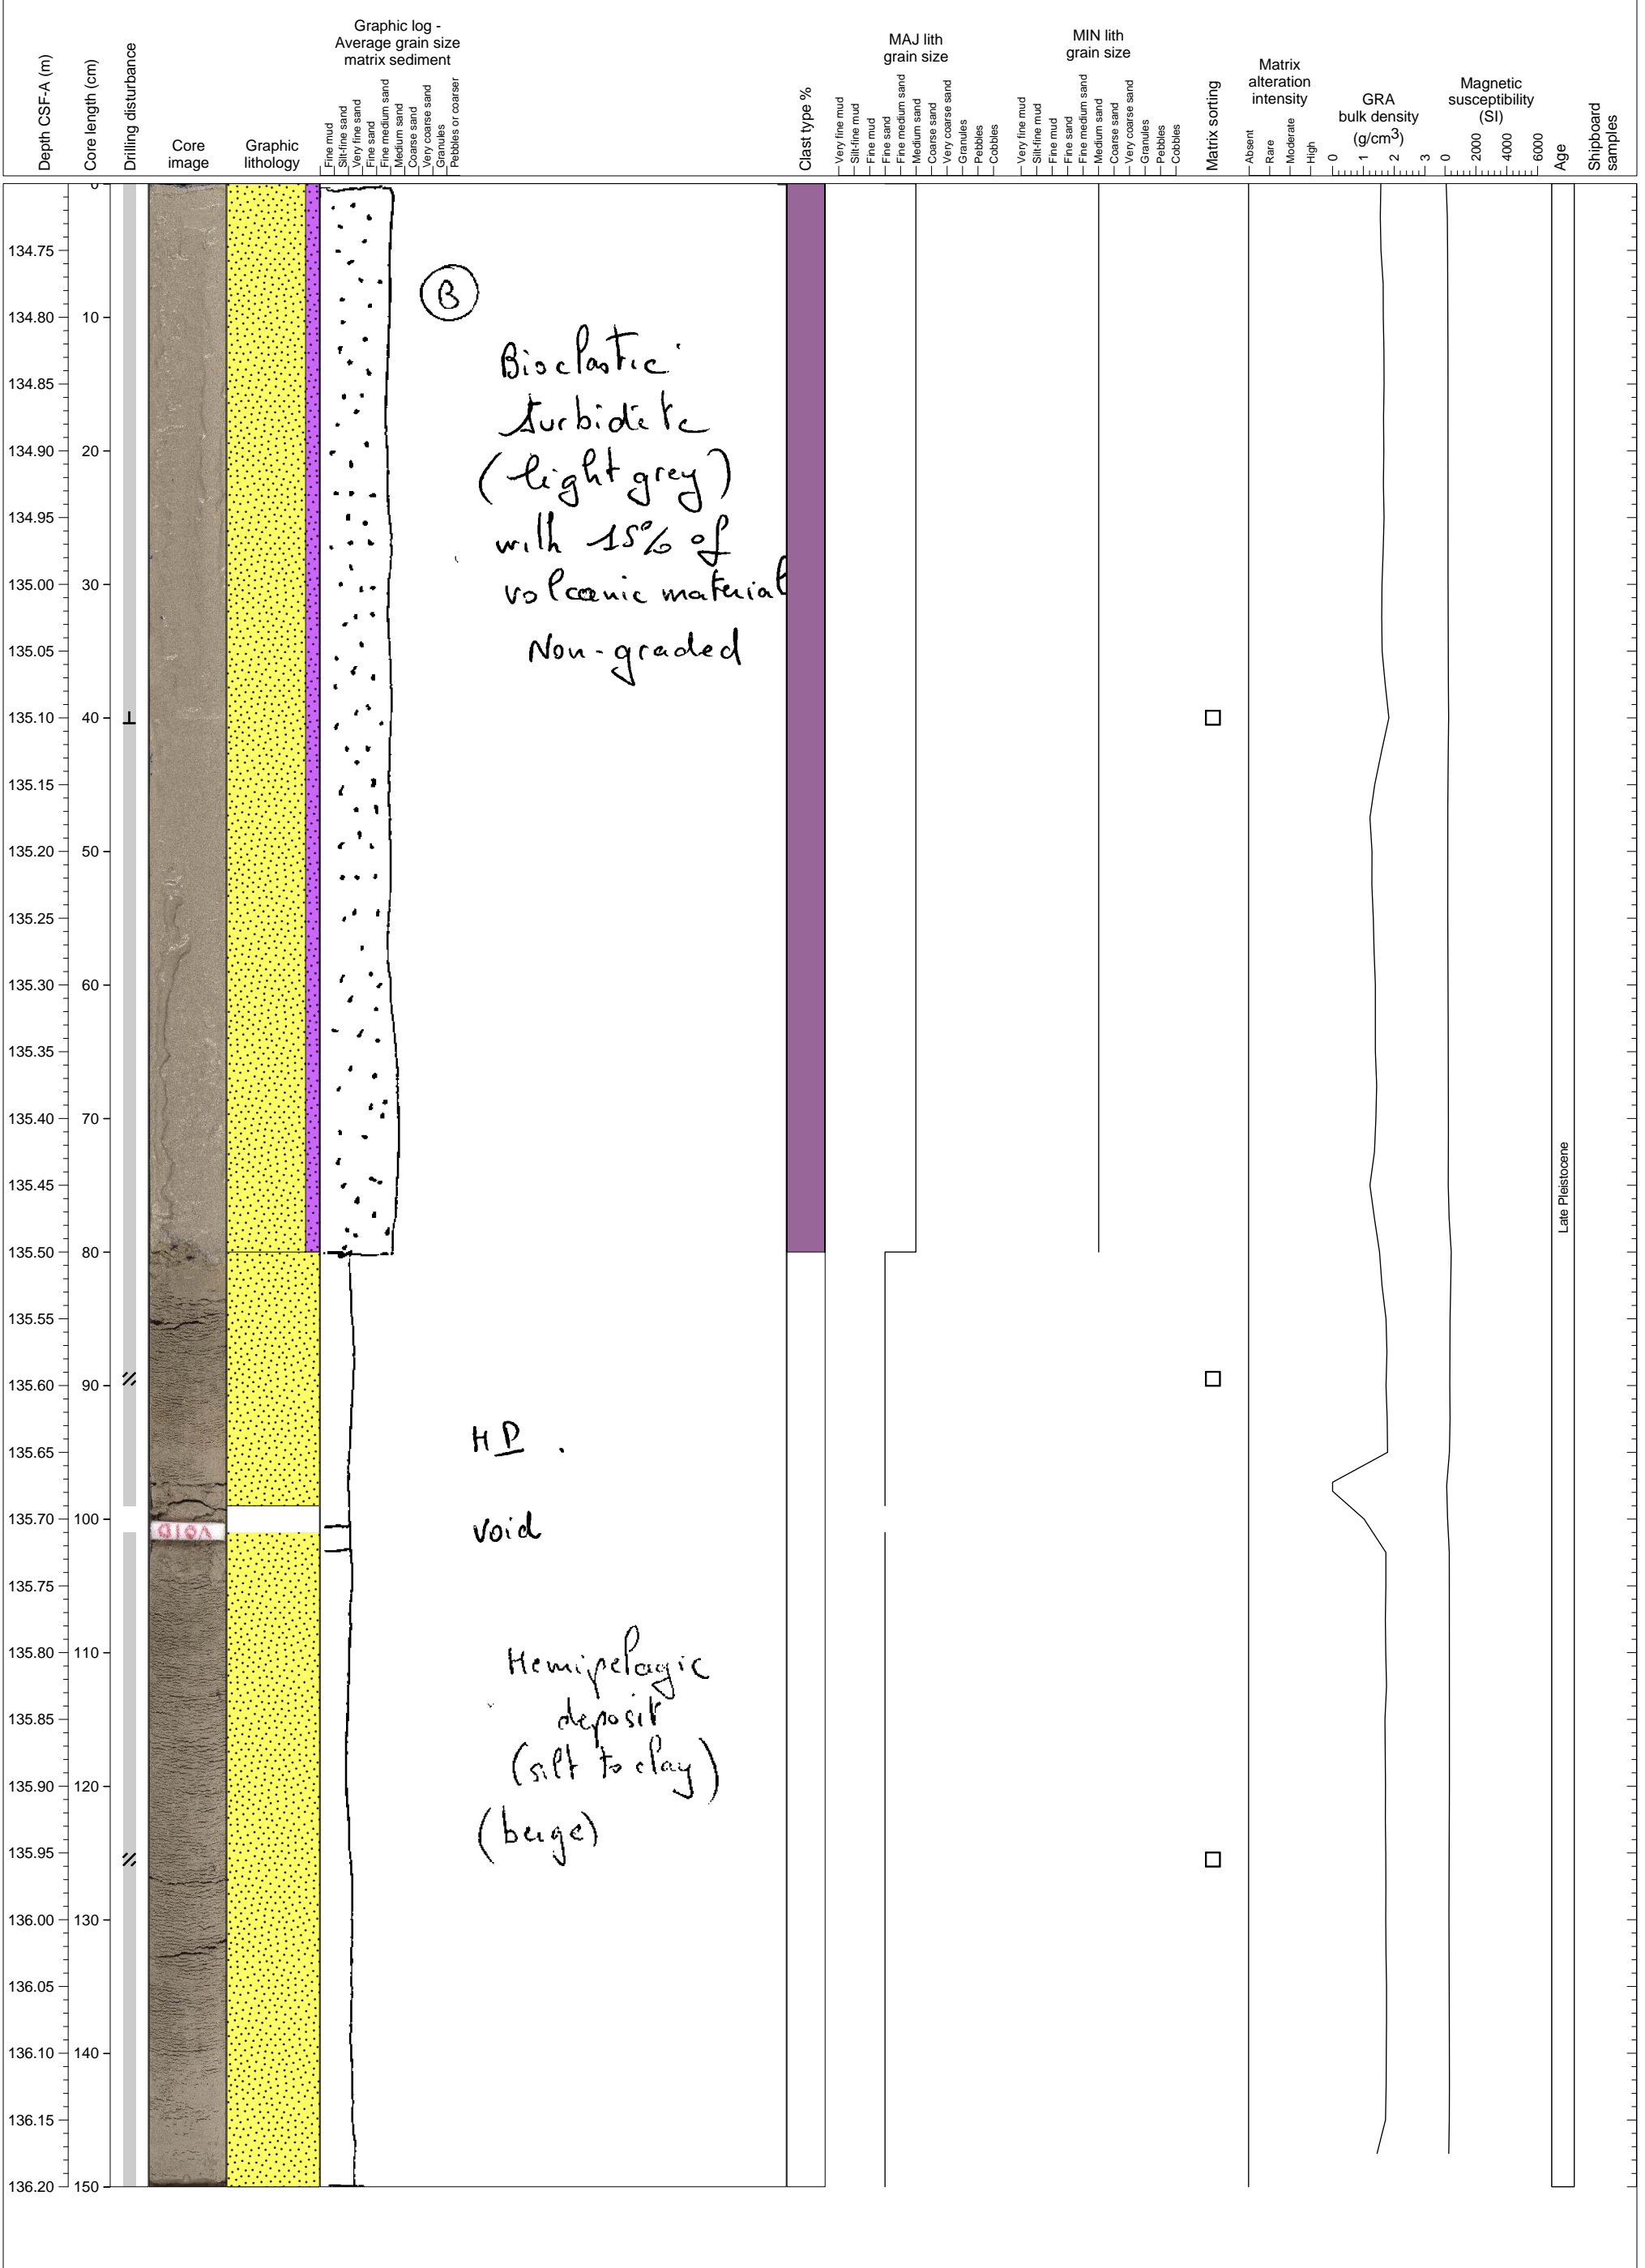 Graphic log -
Average grain size
matrix sediment
MAJ lith
grain size
MIN lith
grain size
Depth CSF-A (m)
Core length (cm)
Drilling disturbance
Core
image
Graphic
lithology
Fine mud
Silt-fine sand
Very fine sand
Fine sand
Fine medium sand
Medium sand
Coarse sand
Very coarse sand
Granules
Pebbles or coarser
Clast type %
Very fine mud
Silt-fine mud
Fine mud
Fine sand
Fine medium sand
Medium sand
Coarse sand
Very coarse sand
Granules
Pebbles
Cobbles
Very fine mud
Silt-fine mud
Fine mud
Fine sand
Fine medium sand
Medium sand
Coarse sand
Very coarse sand
Granules
Pebbles
Cobbles
Matrix sorting
Matrix
alteration
intensity
Absent
Rare
Moderate
High
GRA
bulk density
(g/cm3)
0 1 2 3
Magnetic
susceptibility
(SI)
0 2000 4000 6000
Age
Shipboard
samples
0
134.75
134.80 10
134.85
134.90 20
134.95
135.00 30
135.05
135.10 40
135.15
135.20 50
135.25
135.30 60
135.35
135.40 70
135.45
135.50 80
135.55
135.60 90
135.65
135.70 100
135.75
135.80 110
135.85
135.90 120
135.95
136.00 130
136.05
136.10 140
136.15
136.20 150
B
Bioclastic
turbidite
(light grey)
with 15% of
volcanic material
Non-graded
HP.
void
VOID
Hemipelagic
deposit
(silt to clay)
(beige)
Late Pleistocene